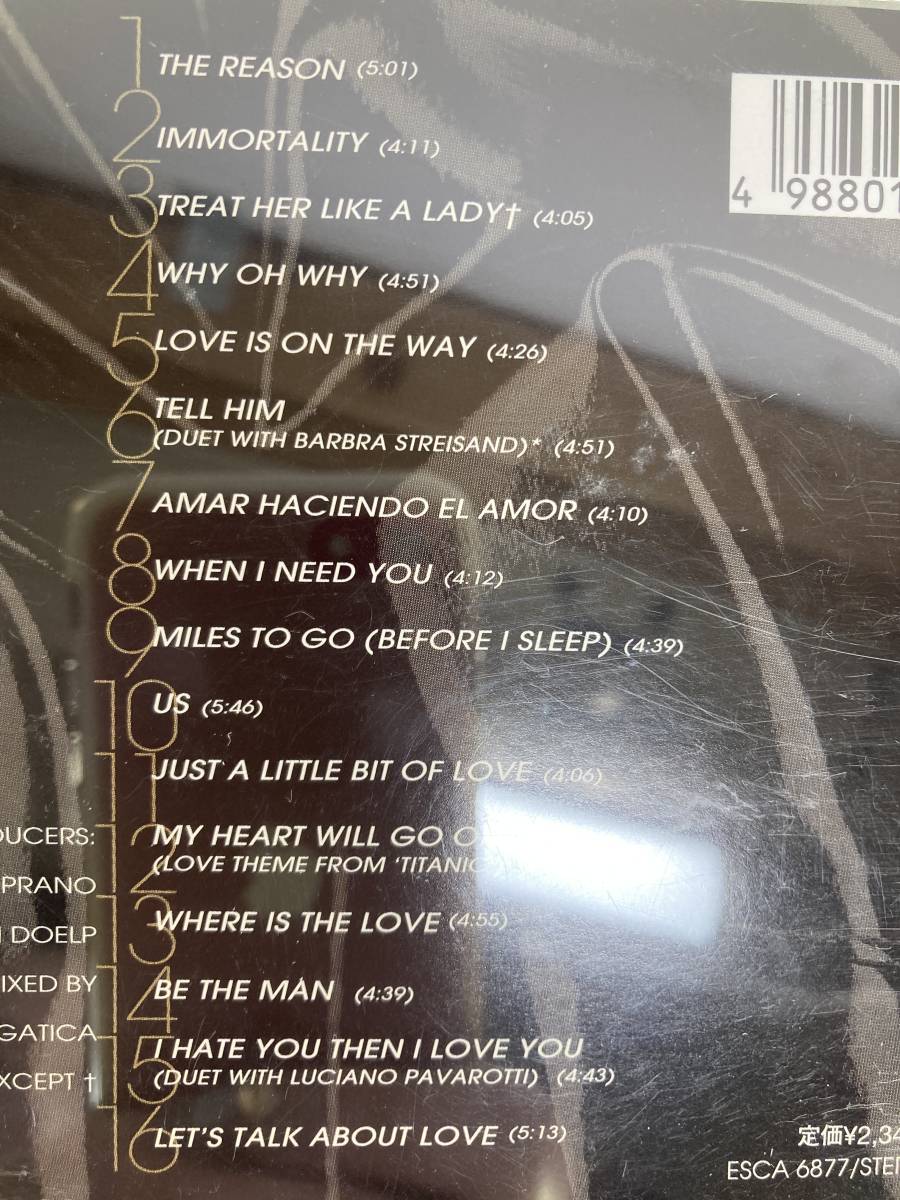 1 THE REASON (5:01)
2 IMMORTALITY (4:11)
3 TREAT HER LIKE A LADY† (4:05)
4 WHY OH WHY (4:51)
5 LOVE IS ON THE WAY (4:26)
6 TELL HIM
(DUET WITH BARBRA STREISAND)* (4:51)
7 AMAR HACIENDO EL AMOR (4:10)
8 WHEN I NEED YOU (4:12)
9 MILES TO GO (BEFORE I SLEEP) (4:39)
10 US (5:46)
11 JUST A LITTLE BIT OF LOVE (4:06)
12 MY HEART WILL GO O
(LOVE THEME FROM 'TITANIC
13 WHERE IS THE LOVE (4:55)
14 BE THE MAN (4:39)
15 I HATE YOU THEN I LOVE YOU
(DUET WITH LUCIANO PAVAROTTI) (4:43)
16 LET'S TALK ABOUT LOVE (5:13)
DUCERS:
PRANO
DOELP
IXED BY
GATICA
XCEPT †
4 98801
定価¥2,34
ESCA 6877/STE